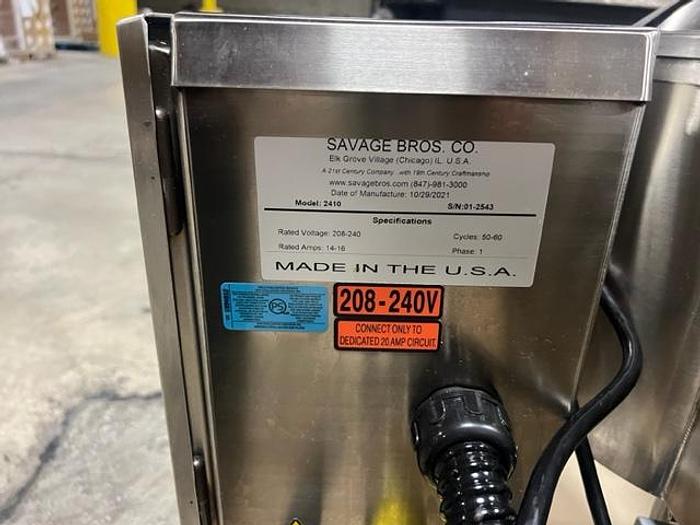 SAVAGE BROS. CO.
Elk Grove Village (Chicago) IL. U.S.A.
A 21st Century Company...with 19th Century Craftmanship
www.savagebros.com (847)-981-3000
Date of Manufacture: 10/29/2021
Model: 2410 S/N:01-2543
Specifications
Rated Voltage: 208-240 Cycles: 50-60
Rated Amps: 14-16 Phase: 1
MADE IN THE U.S.A.
208-240V
CONNECT ONLY TO
DEDICATED 20 AMP CIRCUIT.
PS